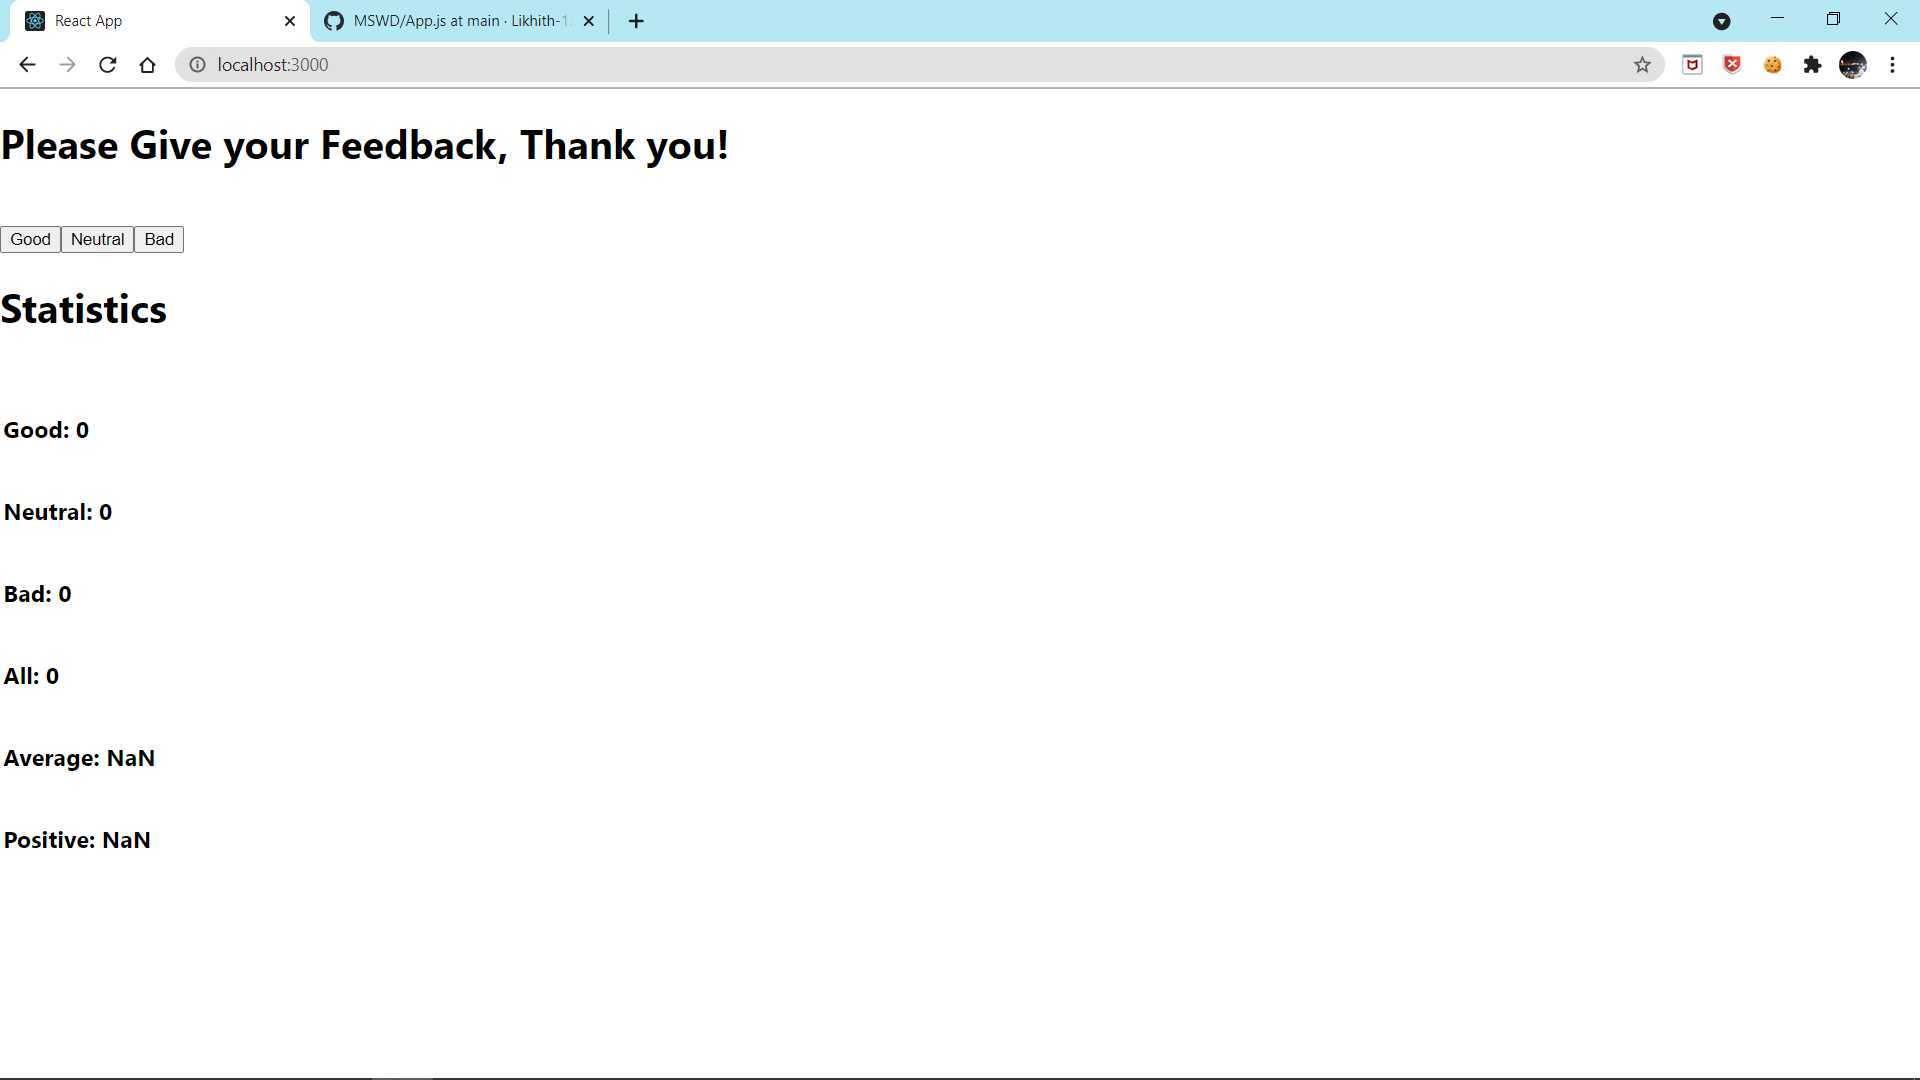 React App
MSWD/App.js at main · Likhith-1
localhost:3000
Please Give your Feedback, Thank you!
Good Neutral Bad
Statistics
Good: 0
Neutral: 0
Bad: 0
All: 0
Average: NaN
Positive: NaN